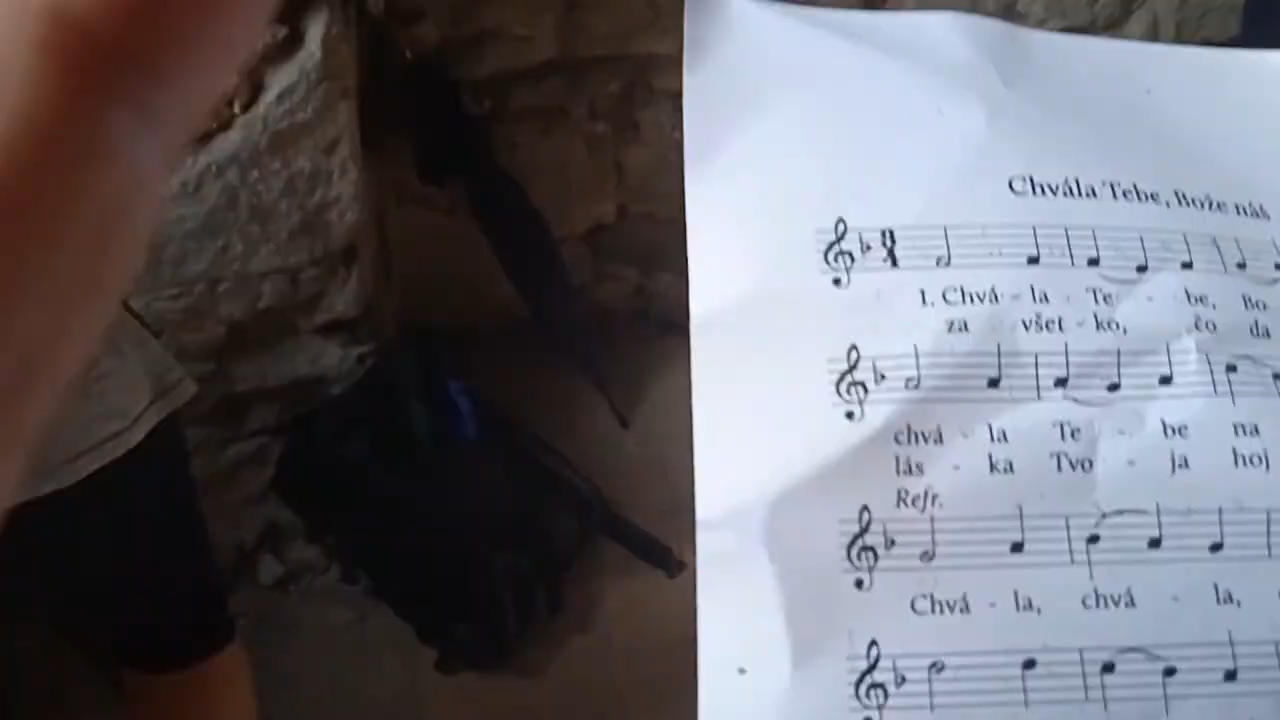 Chvála Tebe, Bože náš
1. Chvá - la Te - be, Bo
za všet - ko, čo da
chvá - la Te - be na
lás - ka Tvo - ja hoj
Refr.
Chvá - la, chvá - la,